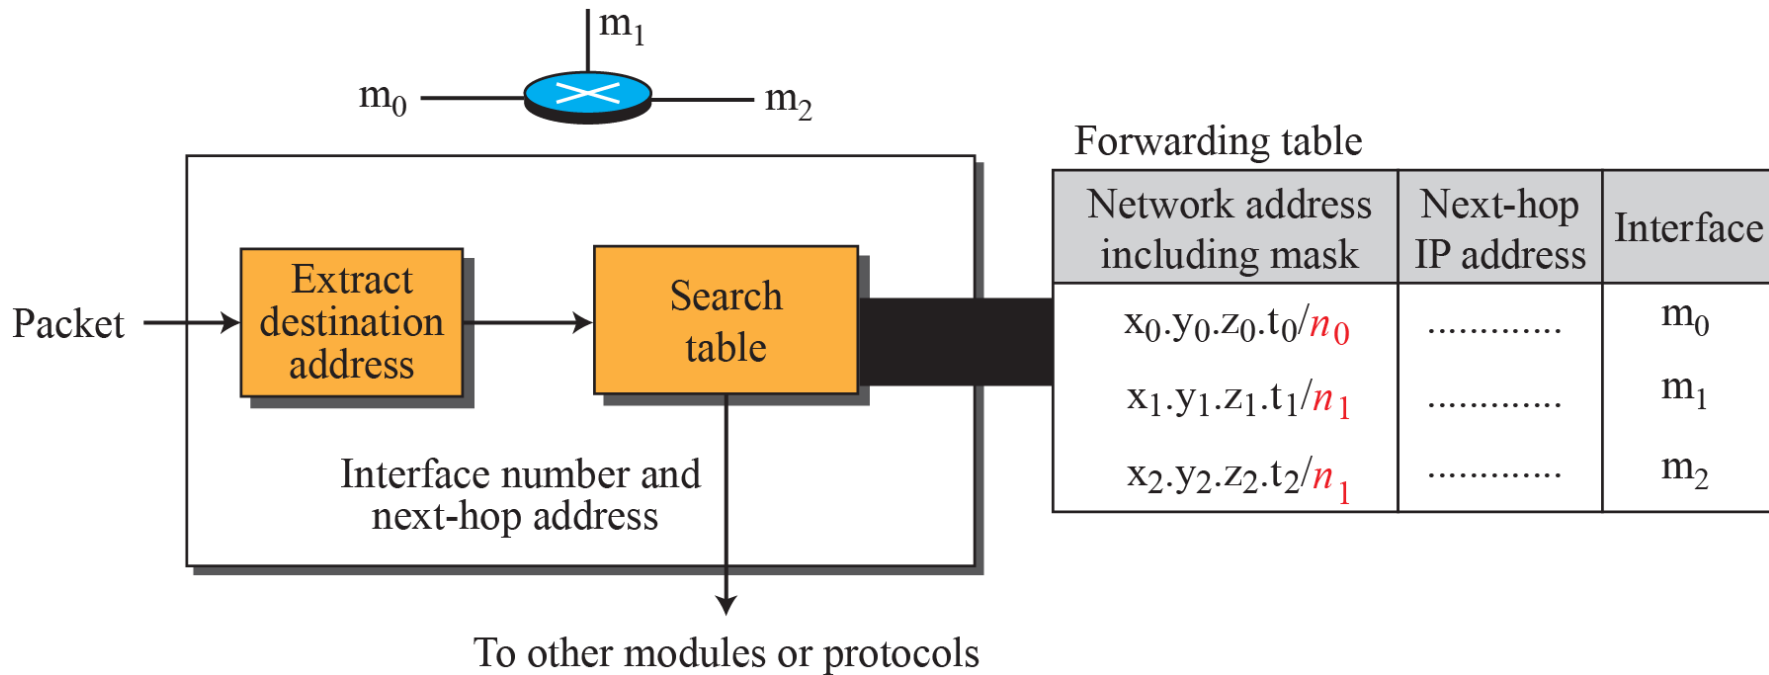 m₁
m₀
m₂
Forwarding table
Network address
including mask
Next-hop
IP address
Interface
x₀.y₀.z₀.t₀/n₀
.............
m₀
x₁.y₁.z₁.t₁/n₁
.............
m₁
x₂.y₂.z₂.t₂/n₁
.............
m₂
Packet
Extract
destination
address
Search
table
Interface number and
next-hop address
To other modules or protocols